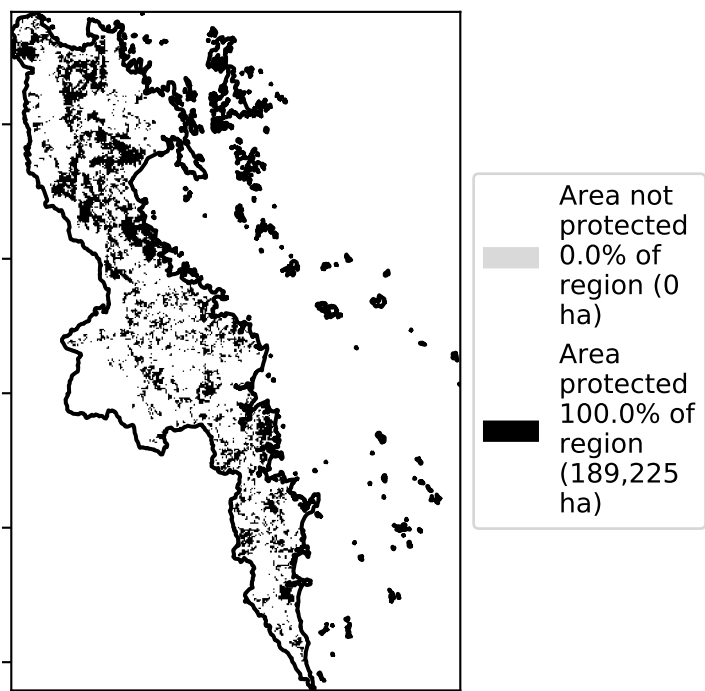 Area not
protected
0.0% of
region (0
ha)
Area
protected
100.0% of
region
(189,225
ha)